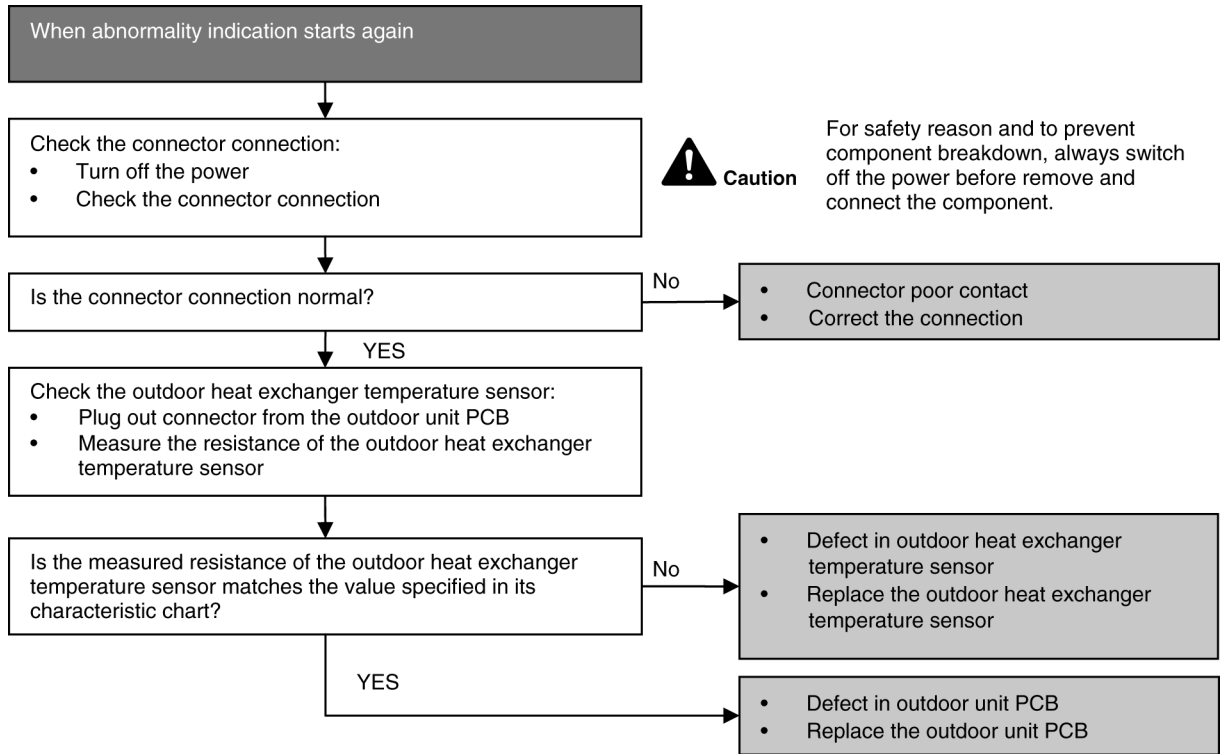 When abnormality indication starts again
Check the connector connection:
• Turn off the power
• Check the connector connection
Caution
For safety reason and to prevent
component breakdown, always switch
off the power before remove and
connect the component.
Is the connector connection normal?
No
• Connector poor contact
• Correct the connection
YES
Check the outdoor heat exchanger temperature sensor:
• Plug out connector from the outdoor unit PCB
• Measure the resistance of the outdoor heat exchanger
temperature sensor
Is the measured resistance of the outdoor heat exchanger
temperature sensor matches the value specified in its
characteristic chart?
No
• Defect in outdoor heat exchanger
temperature sensor
• Replace the outdoor heat exchanger
temperature sensor
YES
• Defect in outdoor unit PCB
• Replace the outdoor unit PCB